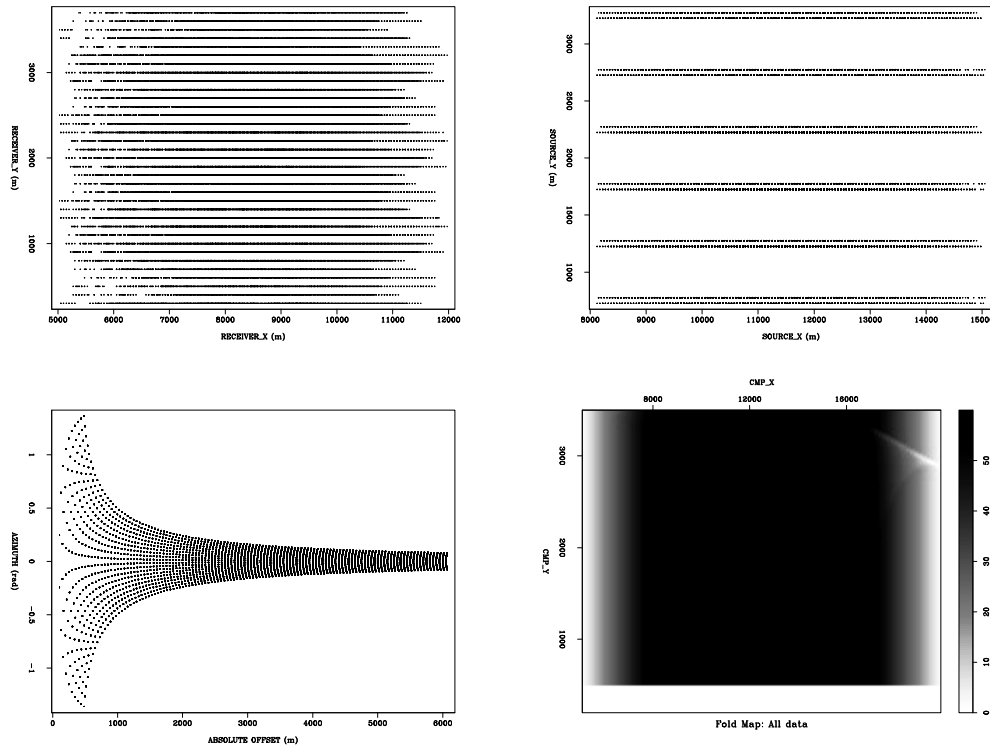 RECEIVER_Y (m)
3000
2000
1000
5000 6000 7000 8000 9000 10000 11000 12000
RECEIVER_X (m)
SOURCE_Y (m)
3000
2500
2000
1500
1000
8000 9000 10000 11000 12000 13000 14000 15000
SOURCE_X (m)
AZIMUTH (rad)
1
0.5
0
-0.5
-1
0 1000 2000 3000 4000 5000 6000
ABSOLUTE OFFSET (m)
CMP_X
8000 12000 16000
CMP_Y
3000
2000
1000
50
40
30
20
10
0
Fold Map: All data